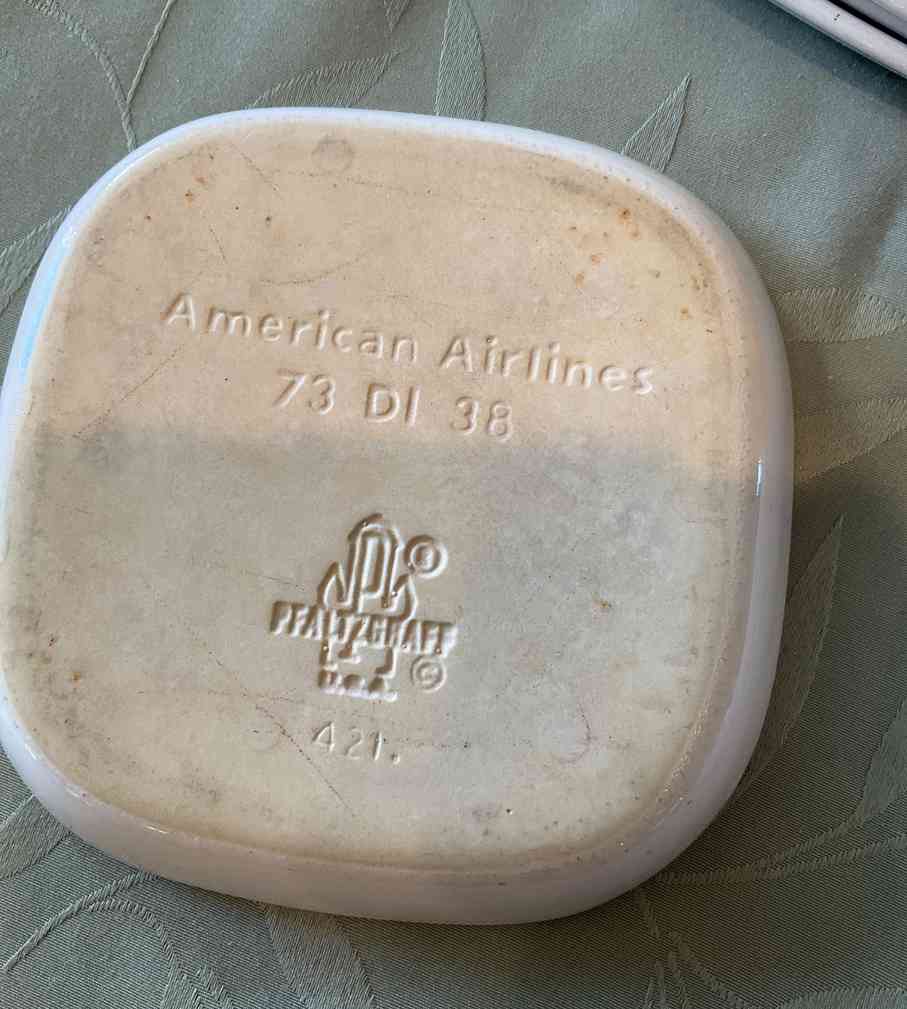 American Airlines
73 DI 38
P ®
PFALTZGRAFF
©
U.S.A.
421.